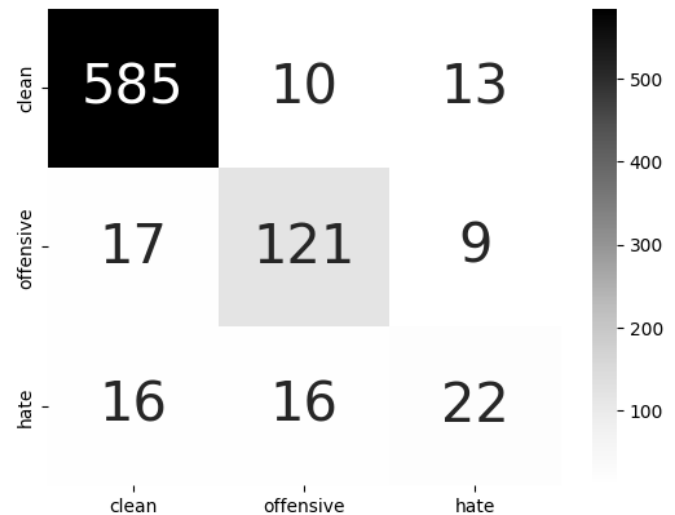 clean 585 10 13
offensive 17 121 9
hate 16 16 22
clean offensive hate
500
400
300
200
100